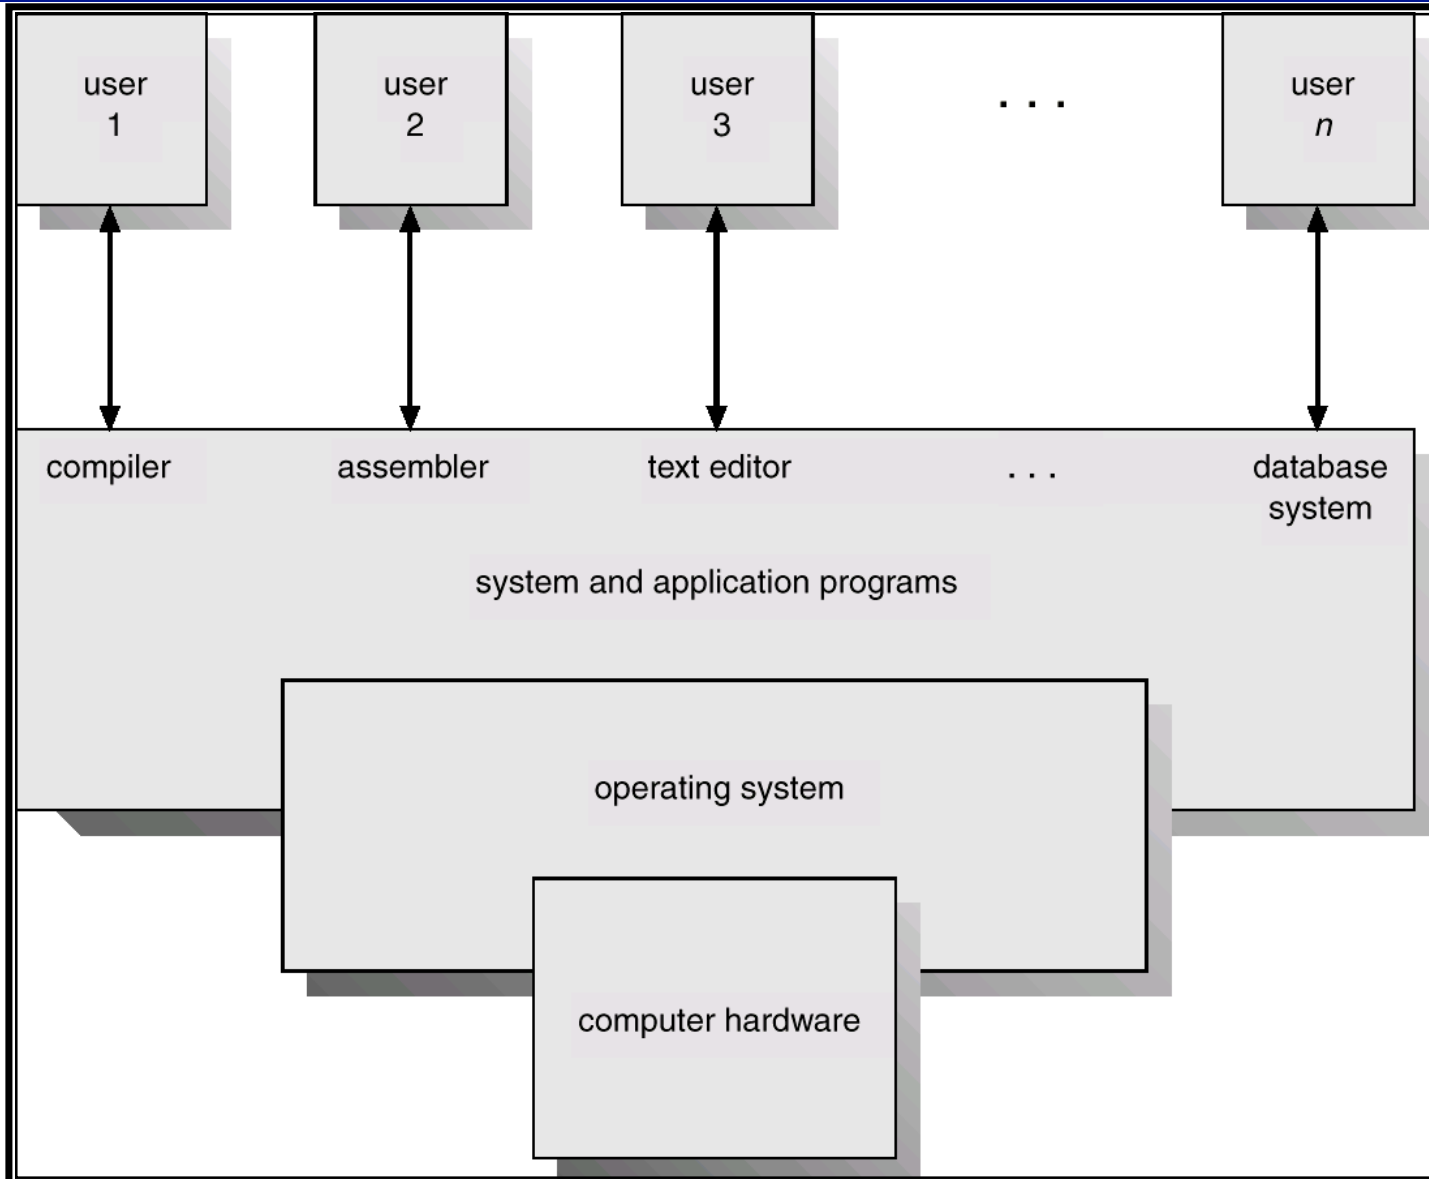 user
1
user
2
user
3
. . .
user
n
compiler
assembler
text editor
. . .
database
system
system and application programs
operating system
computer hardware